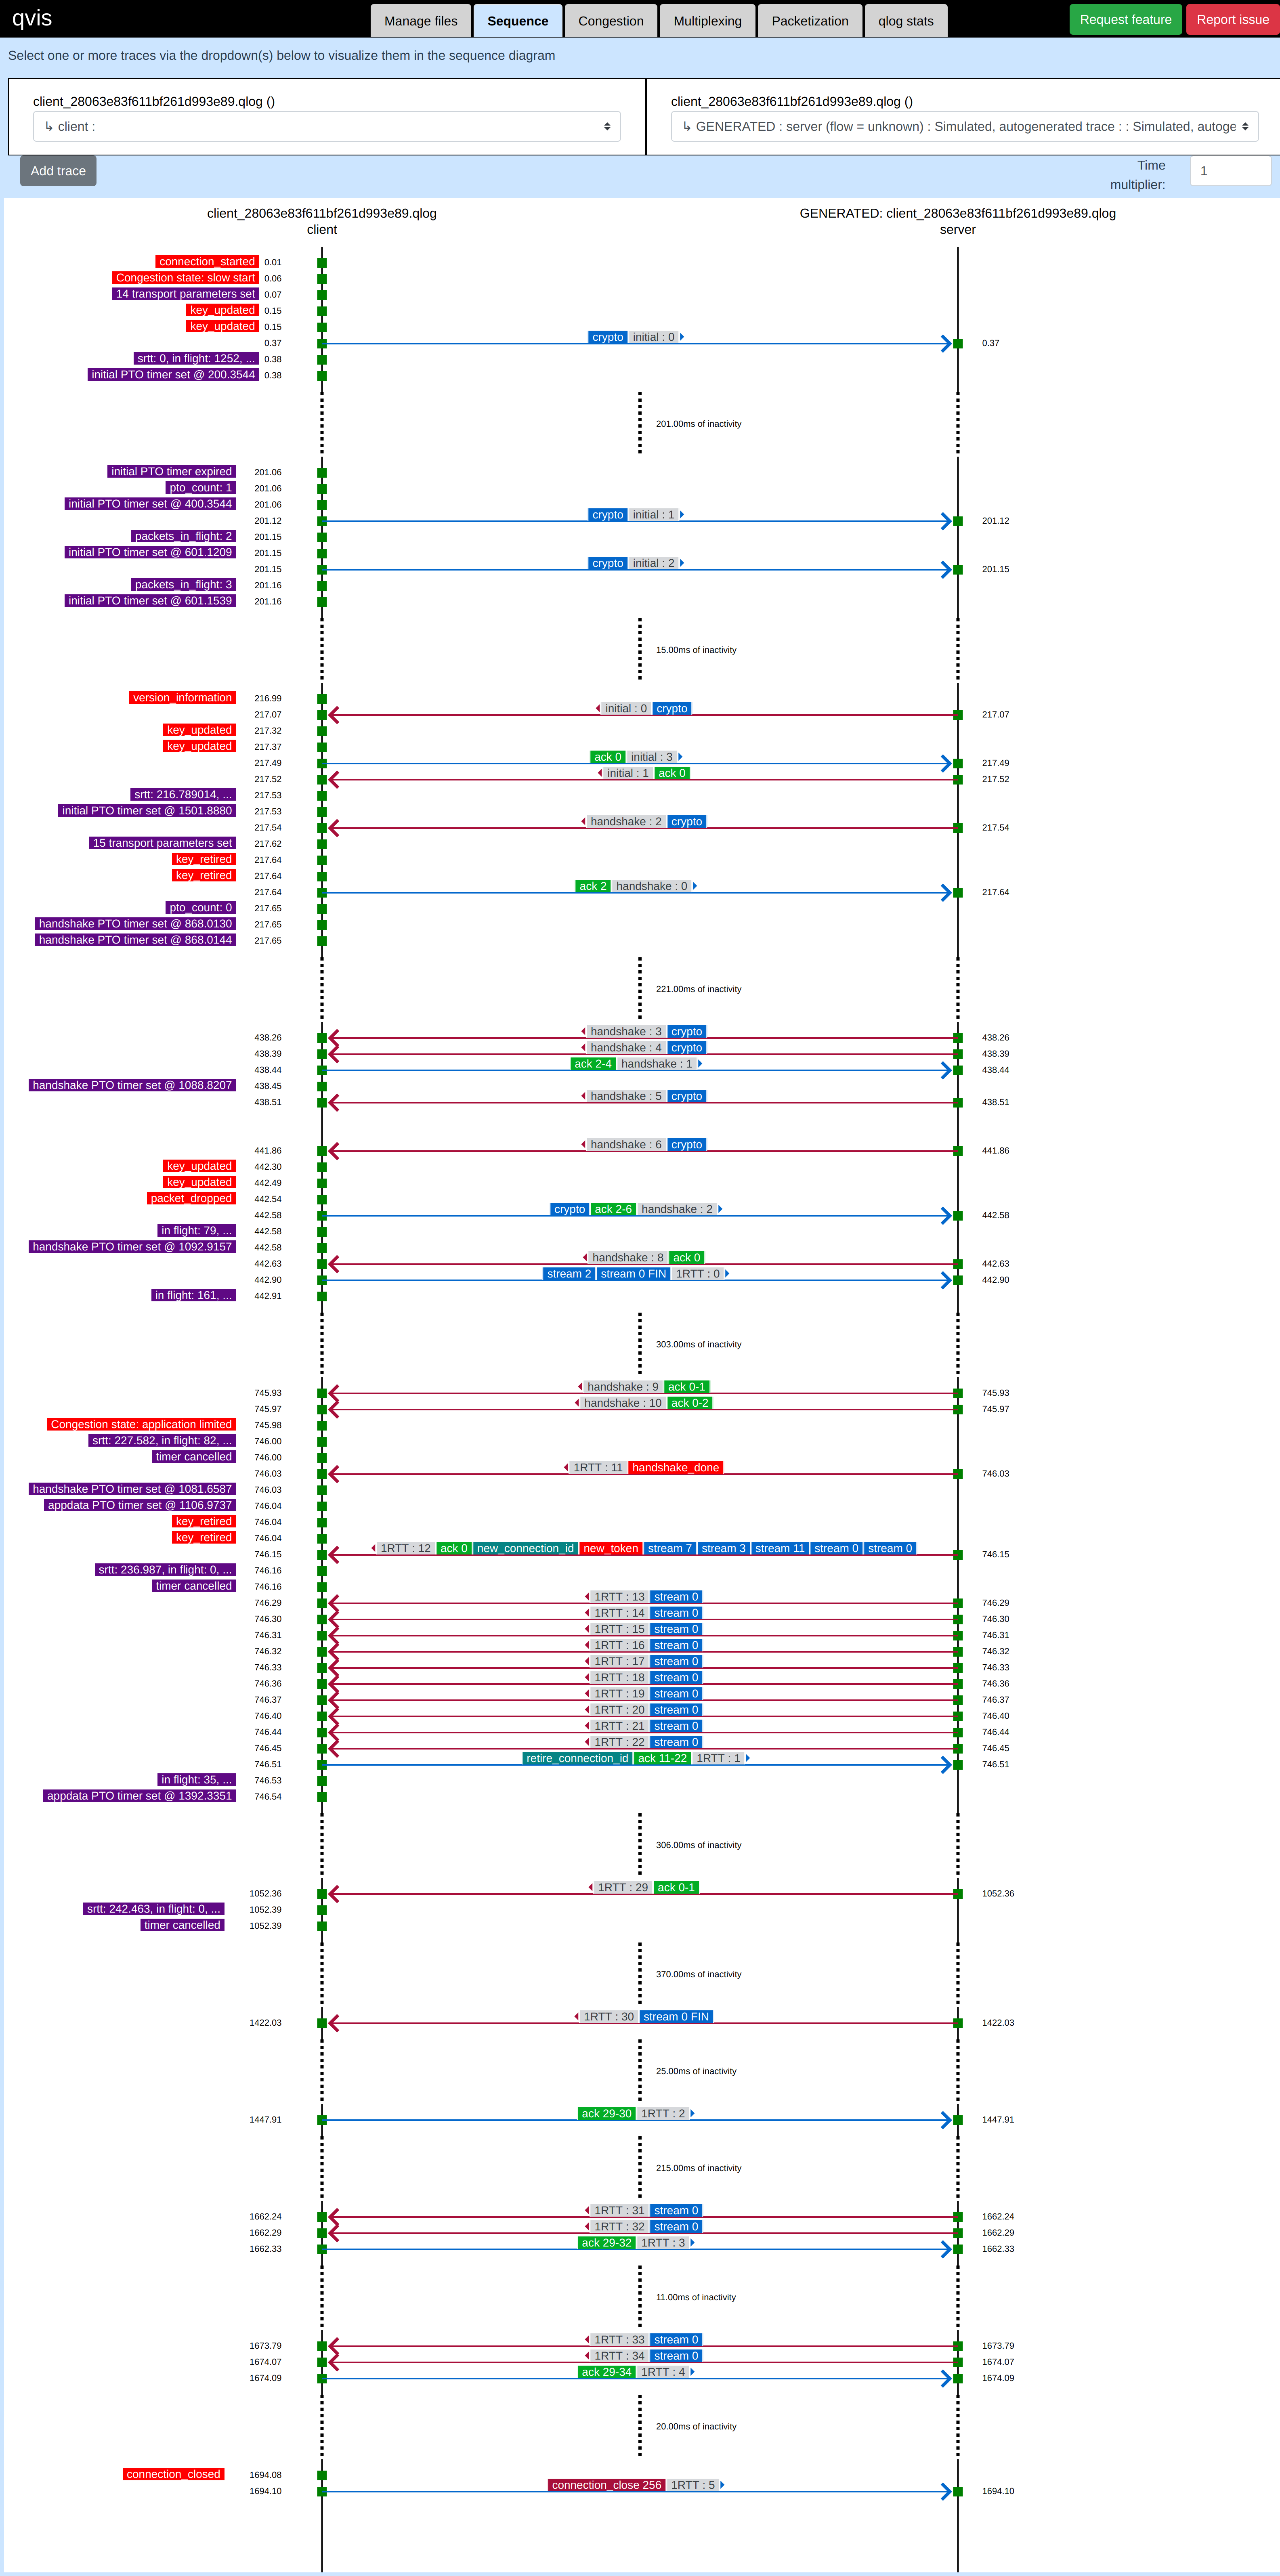 qvis
Manage files
Sequence
Congestion
Multiplexing
Packetization
qlog stats
Request feature
Report issue
Select one or more traces via the dropdown(s) below to visualize them in the sequence diagram
client_28063e83f611bf261d993e89.qlog ()
↳ client :
client_28063e83f611bf261d993e89.qlog ()
↳ GENERATED : server (flow = unknown) : Simulated, autogenerated trace : : Simulated, autoge
Add trace
Time
multiplier:
1
client_28063e83f611bf261d993e89.qlog
client
GENERATED: client_28063e83f611bf261d993e89.qlog
server
connection_started 0.01
Congestion state: slow start 0.06
14 transport parameters set 0.07
key_updated 0.15
key_updated 0.15
0.37 crypto initial : 0 0.37
srtt: 0, in flight: 1252, ... 0.38
initial PTO timer set @ 200.3544 0.38
201.00ms of inactivity
initial PTO timer expired 201.06
pto_count: 1 201.06
initial PTO timer set @ 400.3544 201.06
201.12 crypto initial : 1 201.12
packets_in_flight: 2 201.15
initial PTO timer set @ 601.1209 201.15
201.15 crypto initial : 2 201.15
packets_in_flight: 3 201.16
initial PTO timer set @ 601.1539 201.16
15.00ms of inactivity
version_information 216.99
217.07 initial : 0 crypto 217.07
key_updated 217.32
key_updated 217.37
217.49 ack 0 initial : 3 217.49
217.52 initial : 1 ack 0 217.52
srtt: 216.789014, ... 217.53
initial PTO timer set @ 1501.8880 217.53
217.54 handshake : 2 crypto 217.54
15 transport parameters set 217.62
key_retired 217.64
key_retired 217.64
217.64 ack 2 handshake : 0 217.64
pto_count: 0 217.65
handshake PTO timer set @ 868.0130 217.65
handshake PTO timer set @ 868.0144 217.65
221.00ms of inactivity
438.26 handshake : 3 crypto 438.26
438.39 handshake : 4 crypto 438.39
438.44 ack 2-4 handshake : 1 438.44
handshake PTO timer set @ 1088.8207 438.45
438.51 handshake : 5 crypto 438.51
441.86 handshake : 6 crypto 441.86
key_updated 442.30
key_updated 442.49
packet_dropped 442.54
442.58 crypto ack 2-6 handshake : 2 442.58
in flight: 79, ... 442.58
handshake PTO timer set @ 1092.9157 442.58
442.63 handshake : 8 ack 0 442.63
442.90 stream 2 stream 0 FIN 1RTT : 0 442.90
in flight: 161, ... 442.91
303.00ms of inactivity
745.93 handshake : 9 ack 0-1 745.93
745.97 handshake : 10 ack 0-2 745.97
Congestion state: application limited 745.98
srtt: 227.582, in flight: 82, ... 746.00
timer cancelled 746.00
746.03 1RTT : 11 handshake_done 746.03
handshake PTO timer set @ 1081.6587 746.03
appdata PTO timer set @ 1106.9737 746.04
key_retired 746.04
key_retired 746.04
746.15 1RTT : 12 ack 0 new_connection_id new_token stream 7 stream 3 stream 11 stream 0 stream 0 746.15
srtt: 236.987, in flight: 0, ... 746.16
timer cancelled 746.16
746.29 1RTT : 13 stream 0 746.29
746.30 1RTT : 14 stream 0 746.30
746.31 1RTT : 15 stream 0 746.31
746.32 1RTT : 16 stream 0 746.32
746.33 1RTT : 17 stream 0 746.33
746.36 1RTT : 18 stream 0 746.36
746.37 1RTT : 19 stream 0 746.37
746.40 1RTT : 20 stream 0 746.40
746.44 1RTT : 21 stream 0 746.44
746.45 1RTT : 22 stream 0 746.45
746.51 retire_connection_id ack 11-22 1RTT : 1 746.51
in flight: 35, ... 746.53
appdata PTO timer set @ 1392.3351 746.54
306.00ms of inactivity
1052.36 1RTT : 29 ack 0-1 1052.36
srtt: 242.463, in flight: 0, ... 1052.39
timer cancelled 1052.39
370.00ms of inactivity
1422.03 1RTT : 30 stream 0 FIN 1422.03
25.00ms of inactivity
1447.91 ack 29-30 1RTT : 2 1447.91
215.00ms of inactivity
1662.24 1RTT : 31 stream 0 1662.24
1662.29 1RTT : 32 stream 0 1662.29
1662.33 ack 29-32 1RTT : 3 1662.33
11.00ms of inactivity
1673.79 1RTT : 33 stream 0 1673.79
1674.07 1RTT : 34 stream 0 1674.07
1674.09 ack 29-34 1RTT : 4 1674.09
20.00ms of inactivity
connection_closed 1694.08
1694.10 connection_close 256 1RTT : 5 1694.10